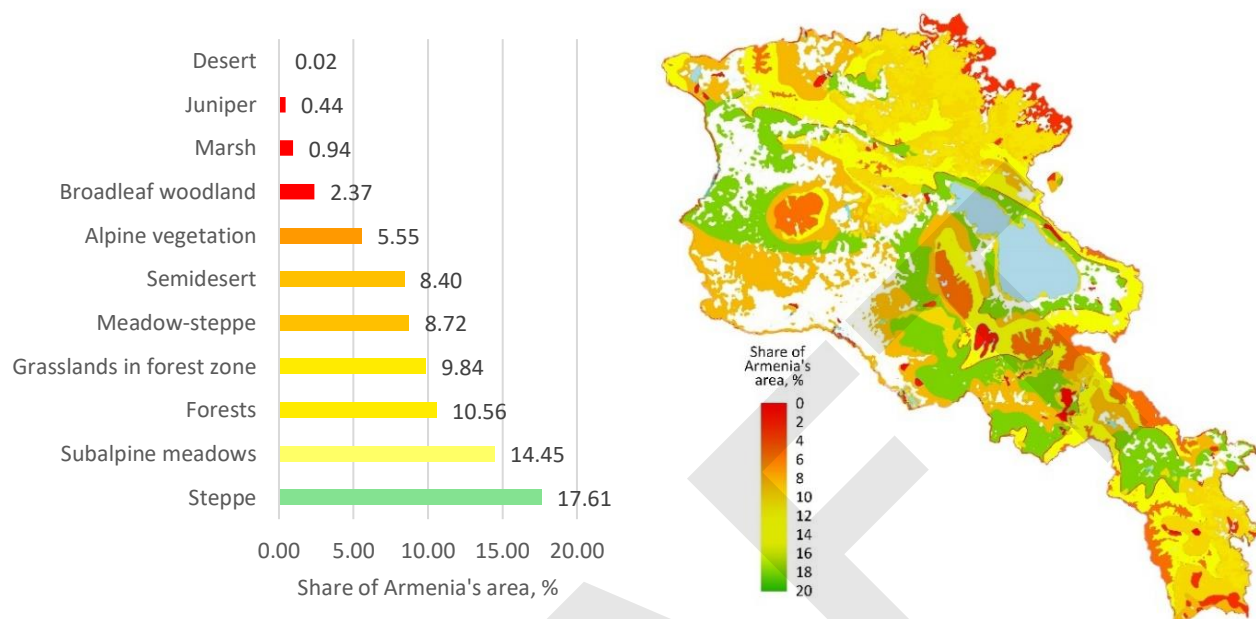 Desert 0.02
Juniper 0.44
Marsh 0.94
Broadleaf woodland 2.37
Alpine vegetation 5.55
Semidesert 8.40
Meadow-steppe 8.72
Grasslands in forest zone 9.84
Forests 10.56
Subalpine meadows 14.45
Steppe 17.61
0.00 5.00 10.00 15.00 20.00
Share of Armenia's area, %
Share of
Armenia's
area, %
0
2
4
6
8
10
12
14
16
18
20